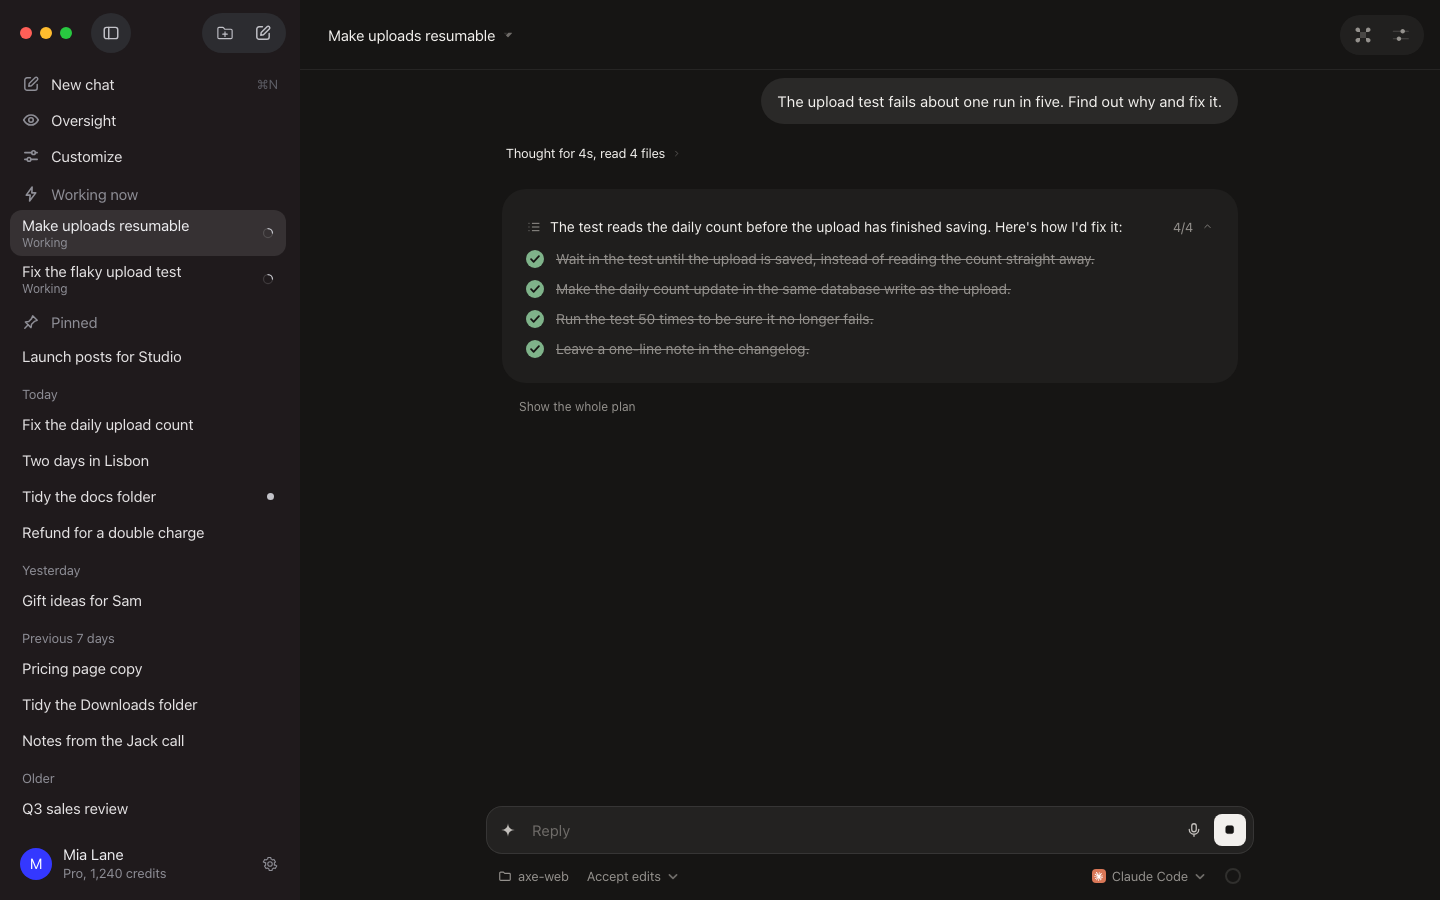 New chat
⌘N
Oversight
Customize
Working now
Make uploads resumable
Working
Fix the flaky upload test
Working
Pinned
Launch posts for Studio
Today
Fix the daily upload count
Two days in Lisbon
Tidy the docs folder
Refund for a double charge
Yesterday
Gift ideas for Sam
Previous 7 days
Pricing page copy
Tidy the Downloads folder
Notes from the Jack call
Older
Q3 sales review
M
Mia Lane
Pro, 1,240 credits
Make uploads resumable
The upload test fails about one run in five. Find out why and fix it.
Thought for 4s, read 4 files
The test reads the daily count before the upload has finished saving. Here's how I'd fix it:
4/4
Wait in the test until the upload is saved, instead of reading the count straight away.
Make the daily count update in the same database write as the upload.
Run the test 50 times to be sure it no longer fails.
Leave a one-line note in the changelog.
Show the whole plan
Reply
axe-web
Accept edits
Claude Code